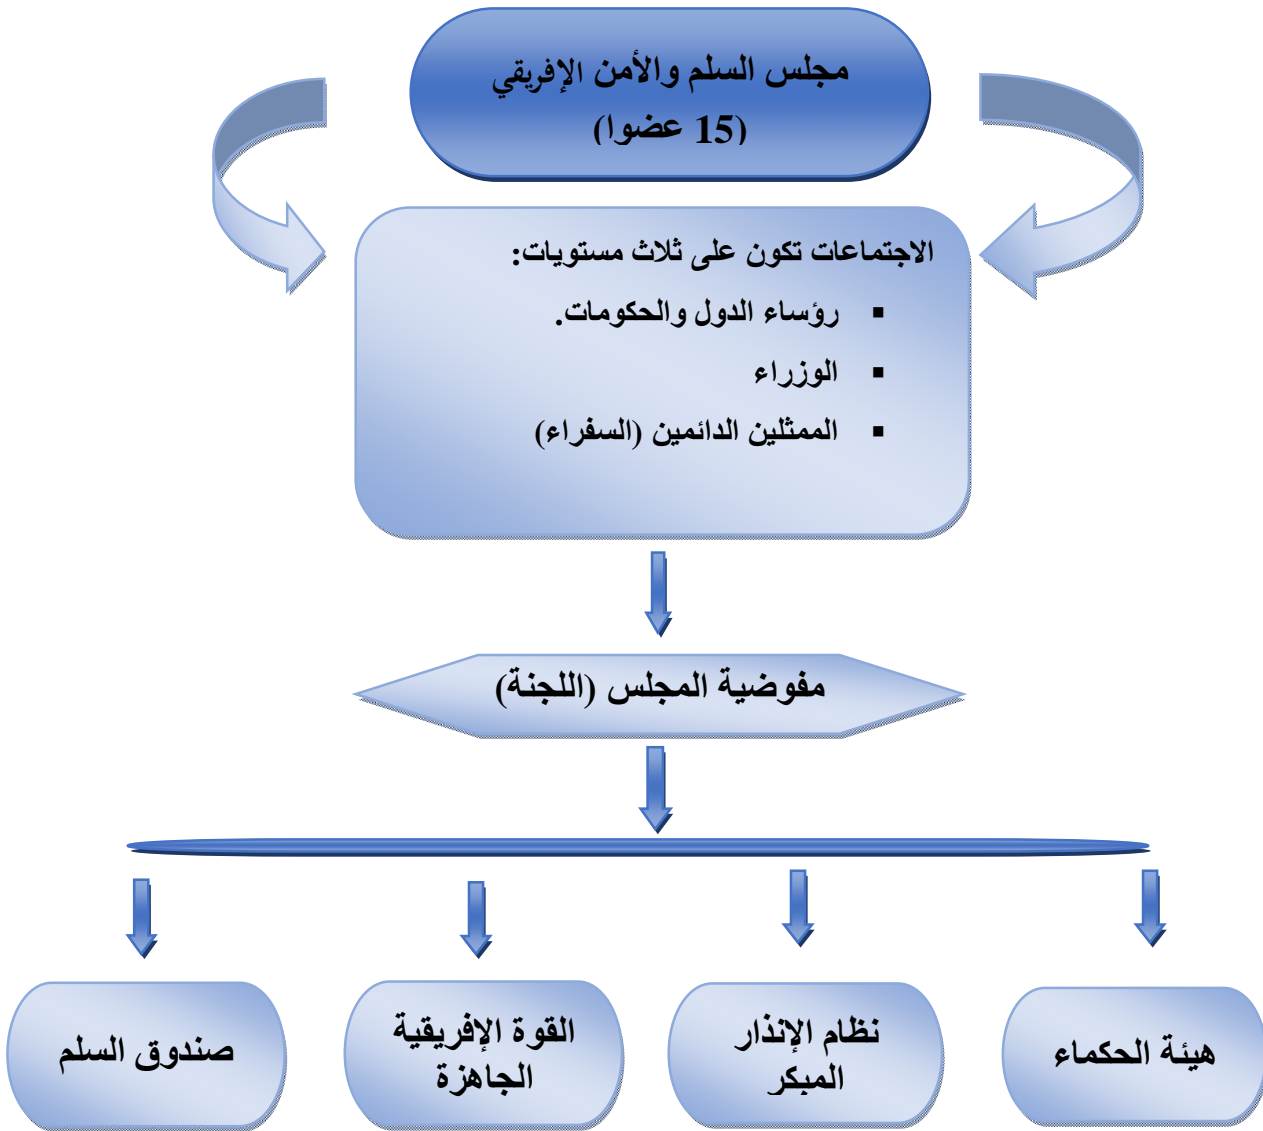 مجلس السلم والأمن الإفريقي
(15 عضوا)
الاجتماعات تكون على ثلاث مستويات:
▪ رؤساء الدول والحكومات.
▪ الوزراء
▪ الممثلين الدائمين (السفراء)
مفوضية المجلس (اللجنة)
هيئة الحكماء
نظام الإنذار
المبكر
القوة الإفريقية
الجاهزة
صندوق السلم